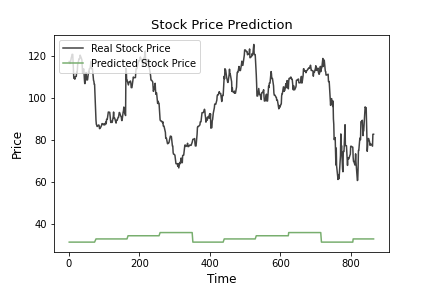 Stock Price Prediction
Real Stock Price
Predicted Stock Price
120
100
80
60
40
Price
0 200 400 600 800
Time